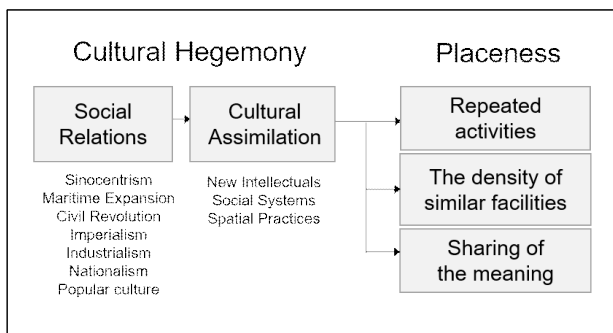 Cultural Hegemony
Placeness
Social
Relations
Cultural
Assimilation
Repeated
activities
Sinocentrism
Maritime Expansion
Civil Revolution
Imperialism
Industrialism
Nationalism
Popular culture
New Intellectuals
Social Systems
Spatial Practices
The density of
similar facilities
Sharing of
the meaning